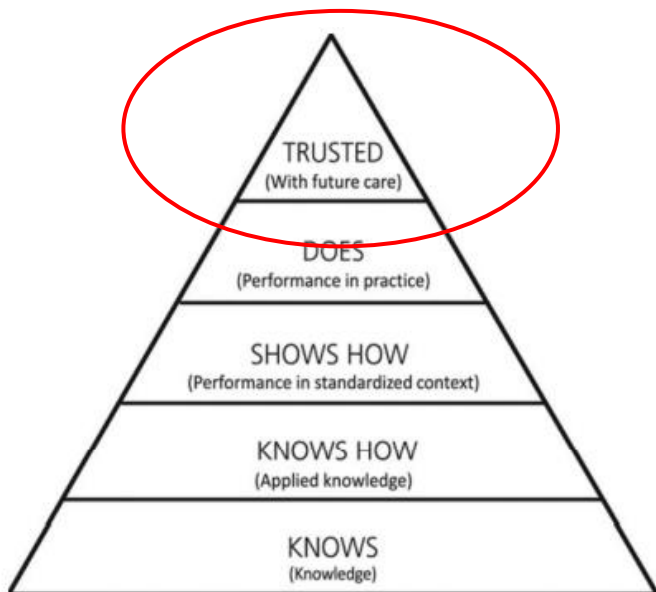 TRUSTED
(With future care)
DOES
(Performance in practice)
SHOWS HOW
(Performance in standardized context)
KNOWS HOW
(Applied knowledge)
KNOWS
(Knowledge)